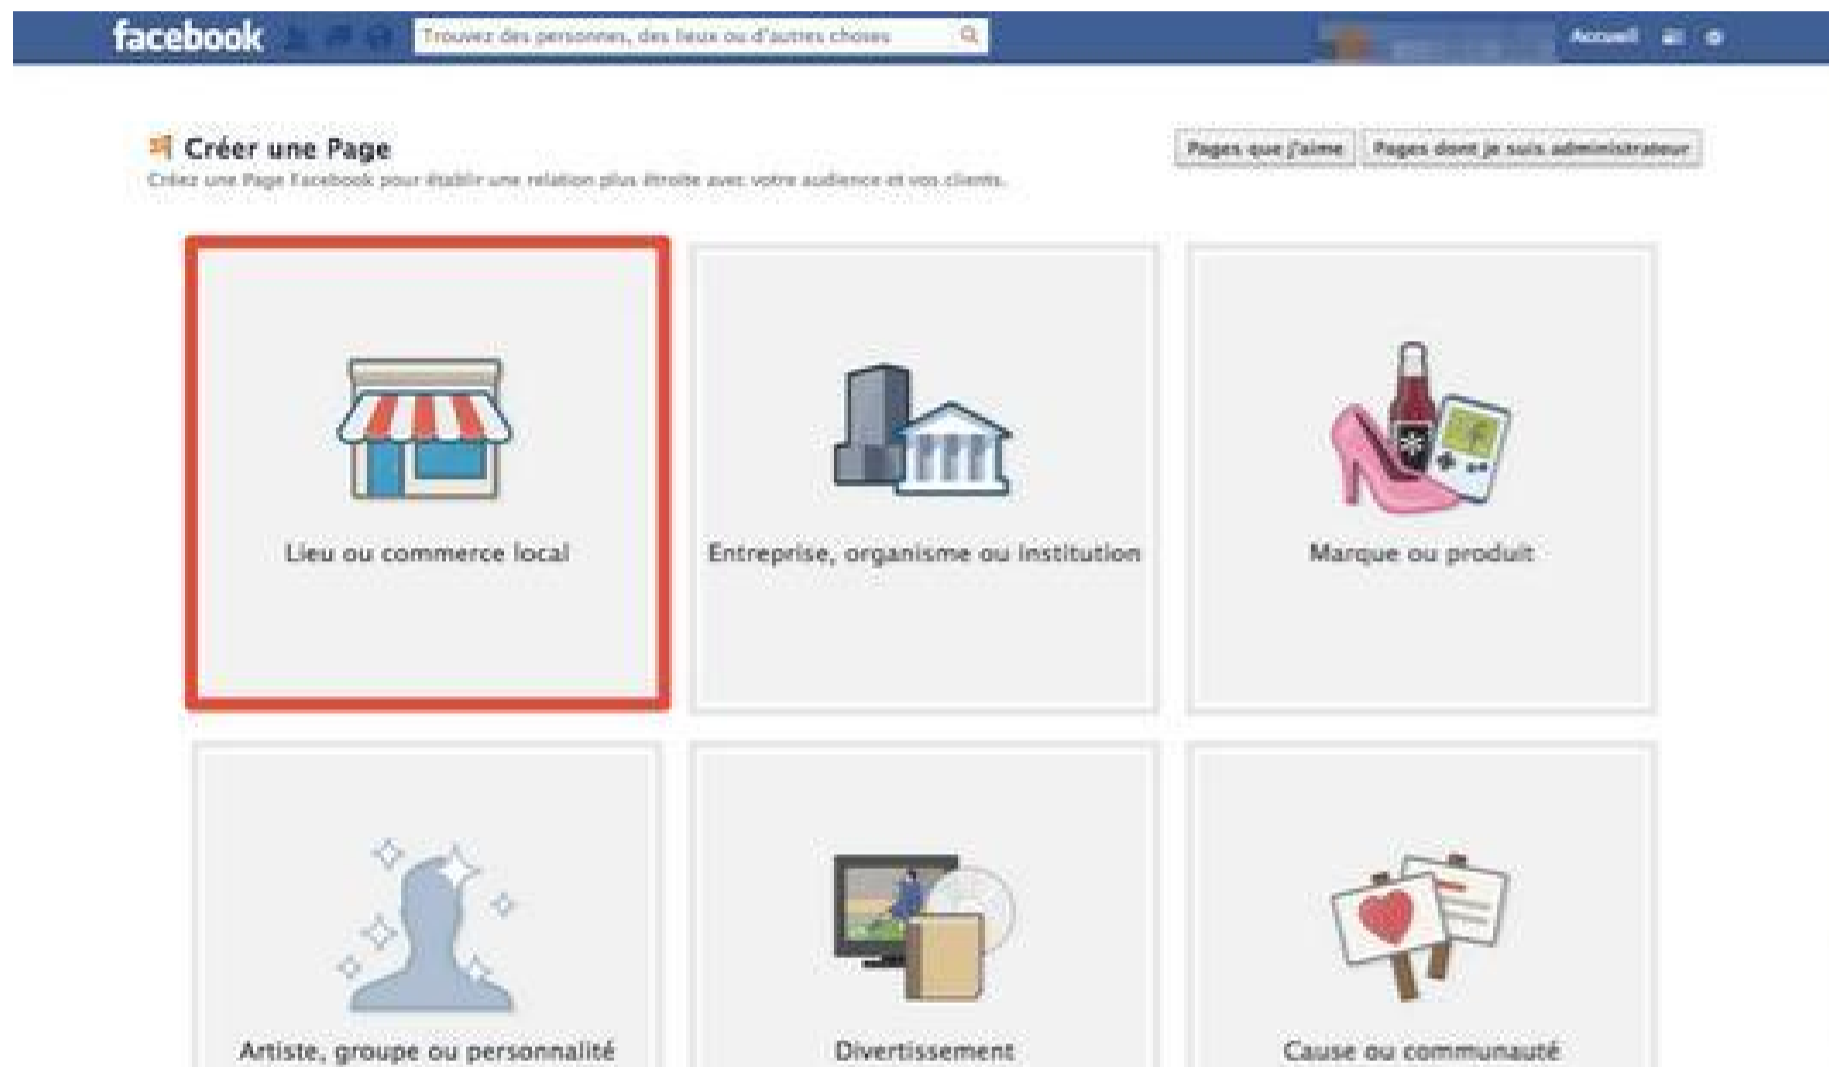 facebook
Trouvez des personnes, des lieux ou d'autres choses
Accueil
Créer une Page
Pages que j'aime
Pages dont je suis administrateur
Créez une Page Facebook pour établir une relation plus étroite avec votre audience et vos clients.
Lieu ou commerce local
Entreprise, organisme ou institution
Marque ou produit
Artiste, groupe ou personnalité
Divertissement
Cause ou communauté